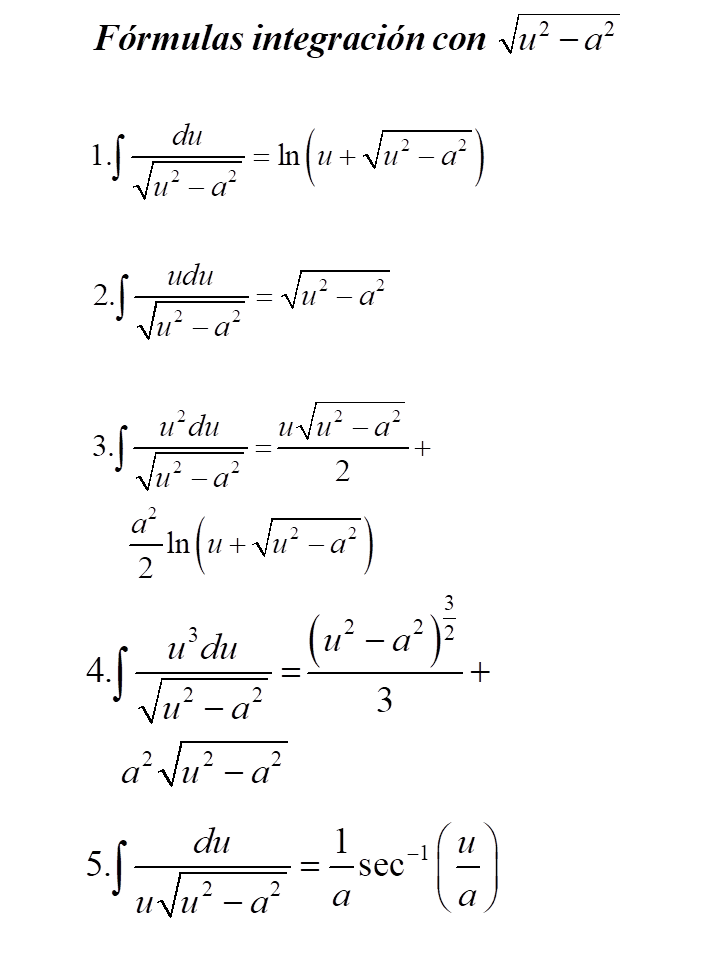 Fórmulas integración con √(u² − a²)
1.∫ du / √(u² − a²) = ln(u + √(u² − a²))
2.∫ udu / √(u² − a²) = √(u² − a²)
3.∫ u²du / √(u² − a²) = u√(u² − a²) / 2 +
a²/2 ln(u + √(u² − a²))
4.∫ u³du / √(u² − a²) = (u² − a²)^(3/2) / 3 +
a²√(u² − a²)
5.∫ du / u√(u² − a²) = 1/a sec⁻¹(u/a)